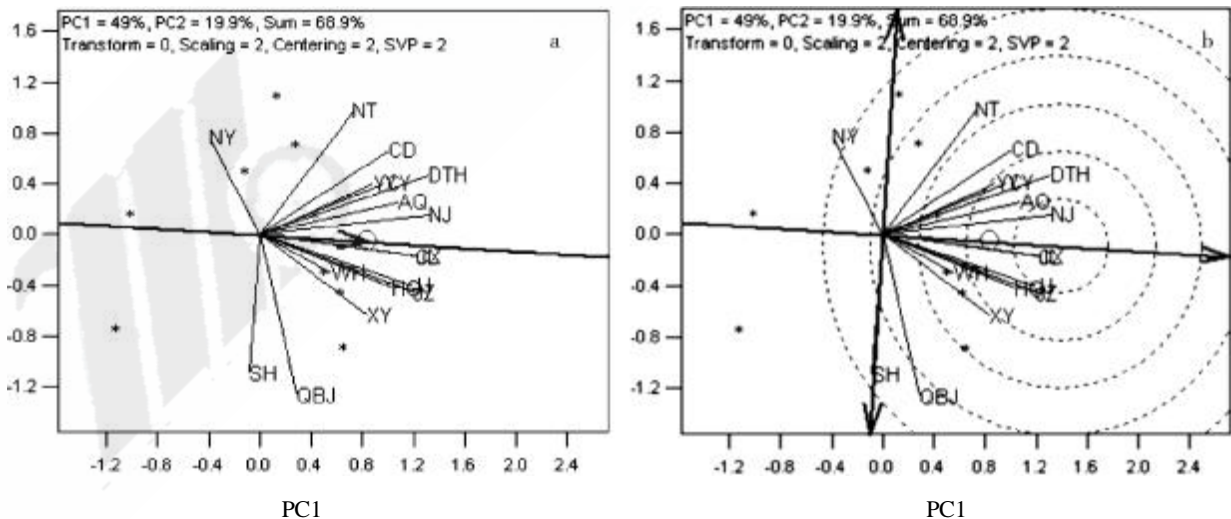 PC1 = 49%, PC2 = 19.9%, Sum = 68.9%
Transform = 0, Scaling = 2, Centering = 2, SVP = 2
a
1.6
1.2
0.8
0.4
0.0
-0.4
-0.8
-1.2
NT
NY
CD
DTH
AQ
NJ
WH
XY
SH
QBJ
-1.2 -0.8 -0.4 0.0 0.4 0.8 1.2 1.6 2.0 2.4
PC1
PC1 = 49%, PC2 = 19.9%, Sum = 68.9%
Transform = 0, Scaling = 2, Centering = 2, SVP = 2
b
1.6
1.2
0.8
0.4
0.0
-0.4
-0.8
-1.2
NT
NY
CD
DTH
AQ
NJ
WH
XY
SH
QBJ
-1.2 -0.8 -0.4 0.0 0.4 0.8 1.2 1.6 2.0 2.4
PC1